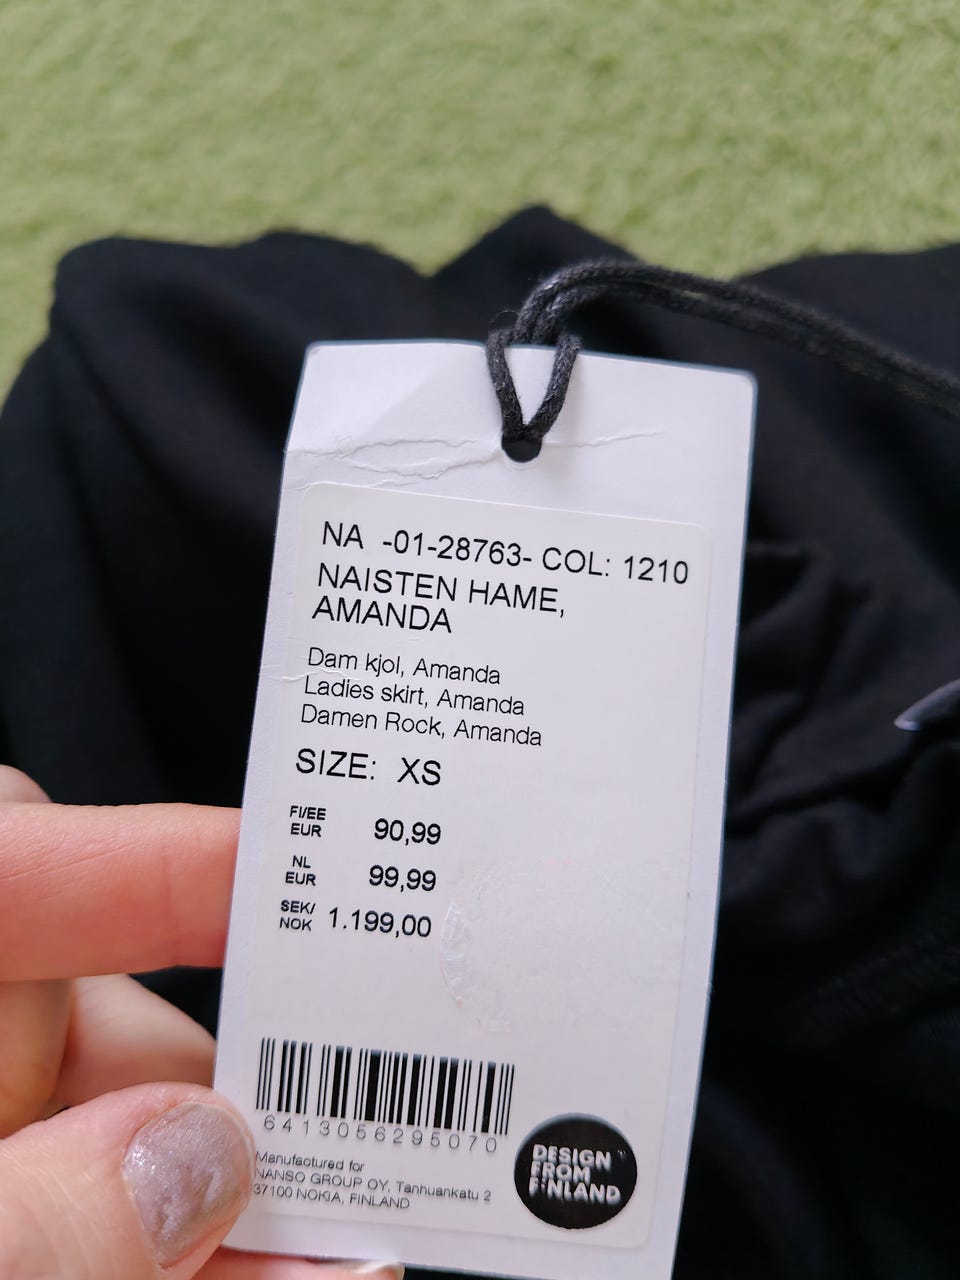 NA -01-28763- COL: 1210
NAISTEN HAME,
AMANDA
Dam kjol, Amanda
Ladies skirt, Amanda
Damen Rock, Amanda
SIZE: XS
FI/EE
EUR 90,99
NL
EUR 99,99
SEK/
NOK 1.199,00
6413056295070
Manufactured for
NANSO GROUP OY, Tanhuankatu 2
37100 NOKIA, FINLAND
DESIGN
FROM
FINLAND